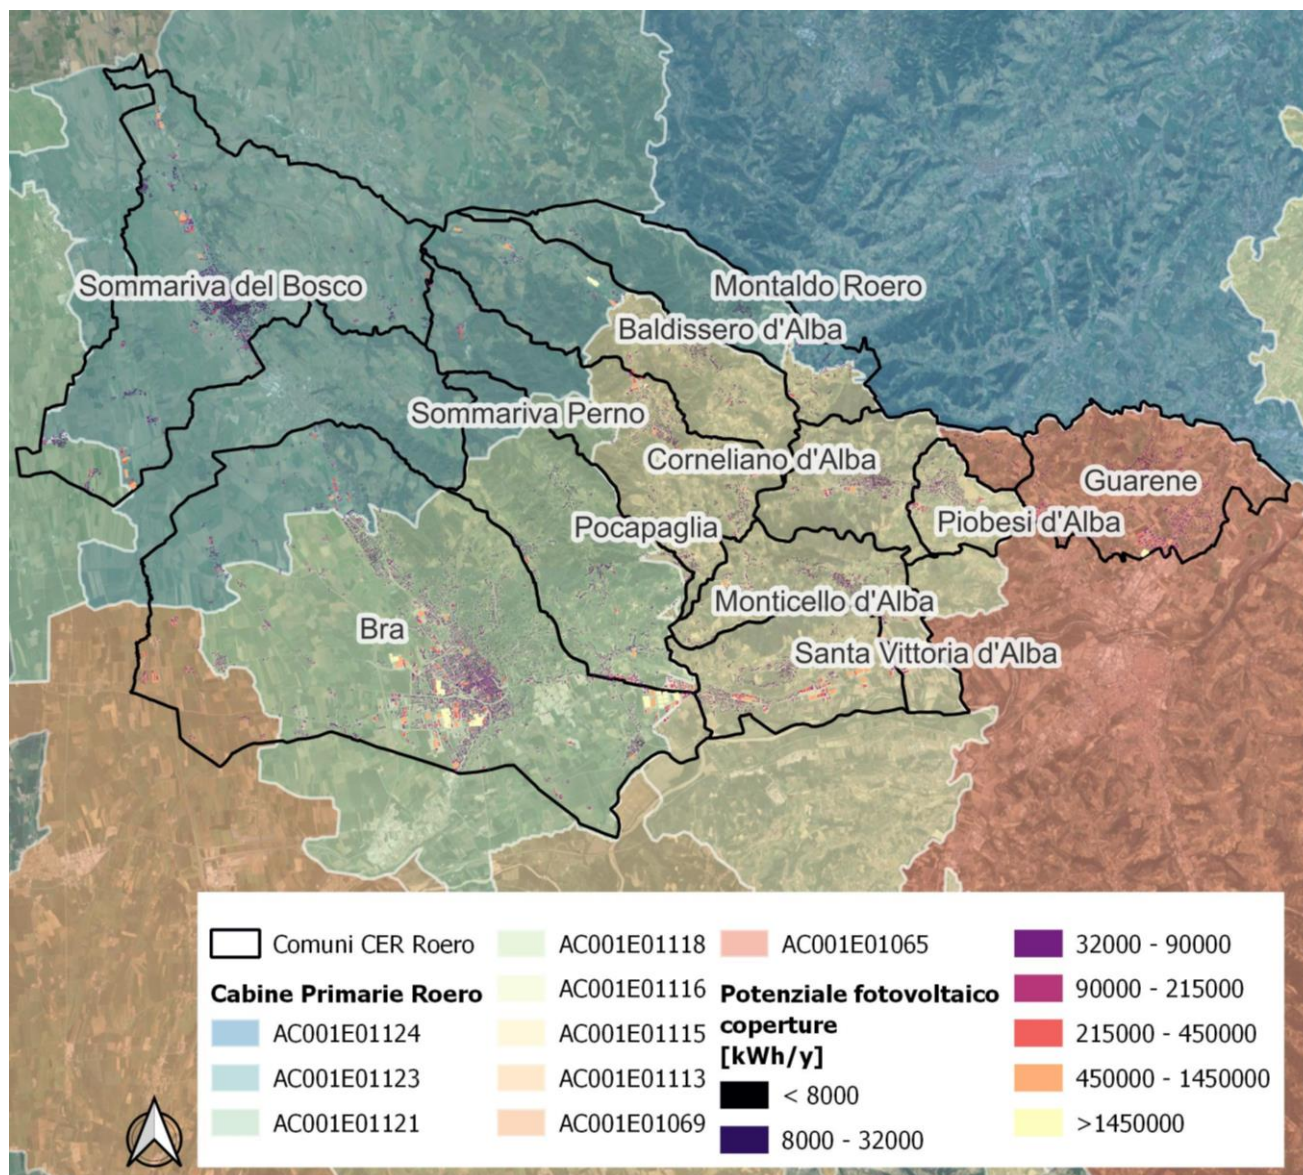 Sommariva del Bosco
Montaldo Roero
Baldissero d'Alba
Sommariva Perno
Corneliano d'Alba
Guarene
Pocapaglia
Piobesi d'Alba
Monticello d'Alba
Bra
Santa Vittoria d'Alba
Comuni CER Roero
Cabine Primarie Roero
AC001E01124
AC001E01123
AC001E01121
AC001E01118
AC001E01116
AC001E01115
AC001E01113
AC001E01069
AC001E01065
Potenziale fotovoltaico
coperture
[kWh/y]
< 8000
8000 - 32000
32000 - 90000
90000 - 215000
215000 - 450000
450000 - 1450000
>1450000